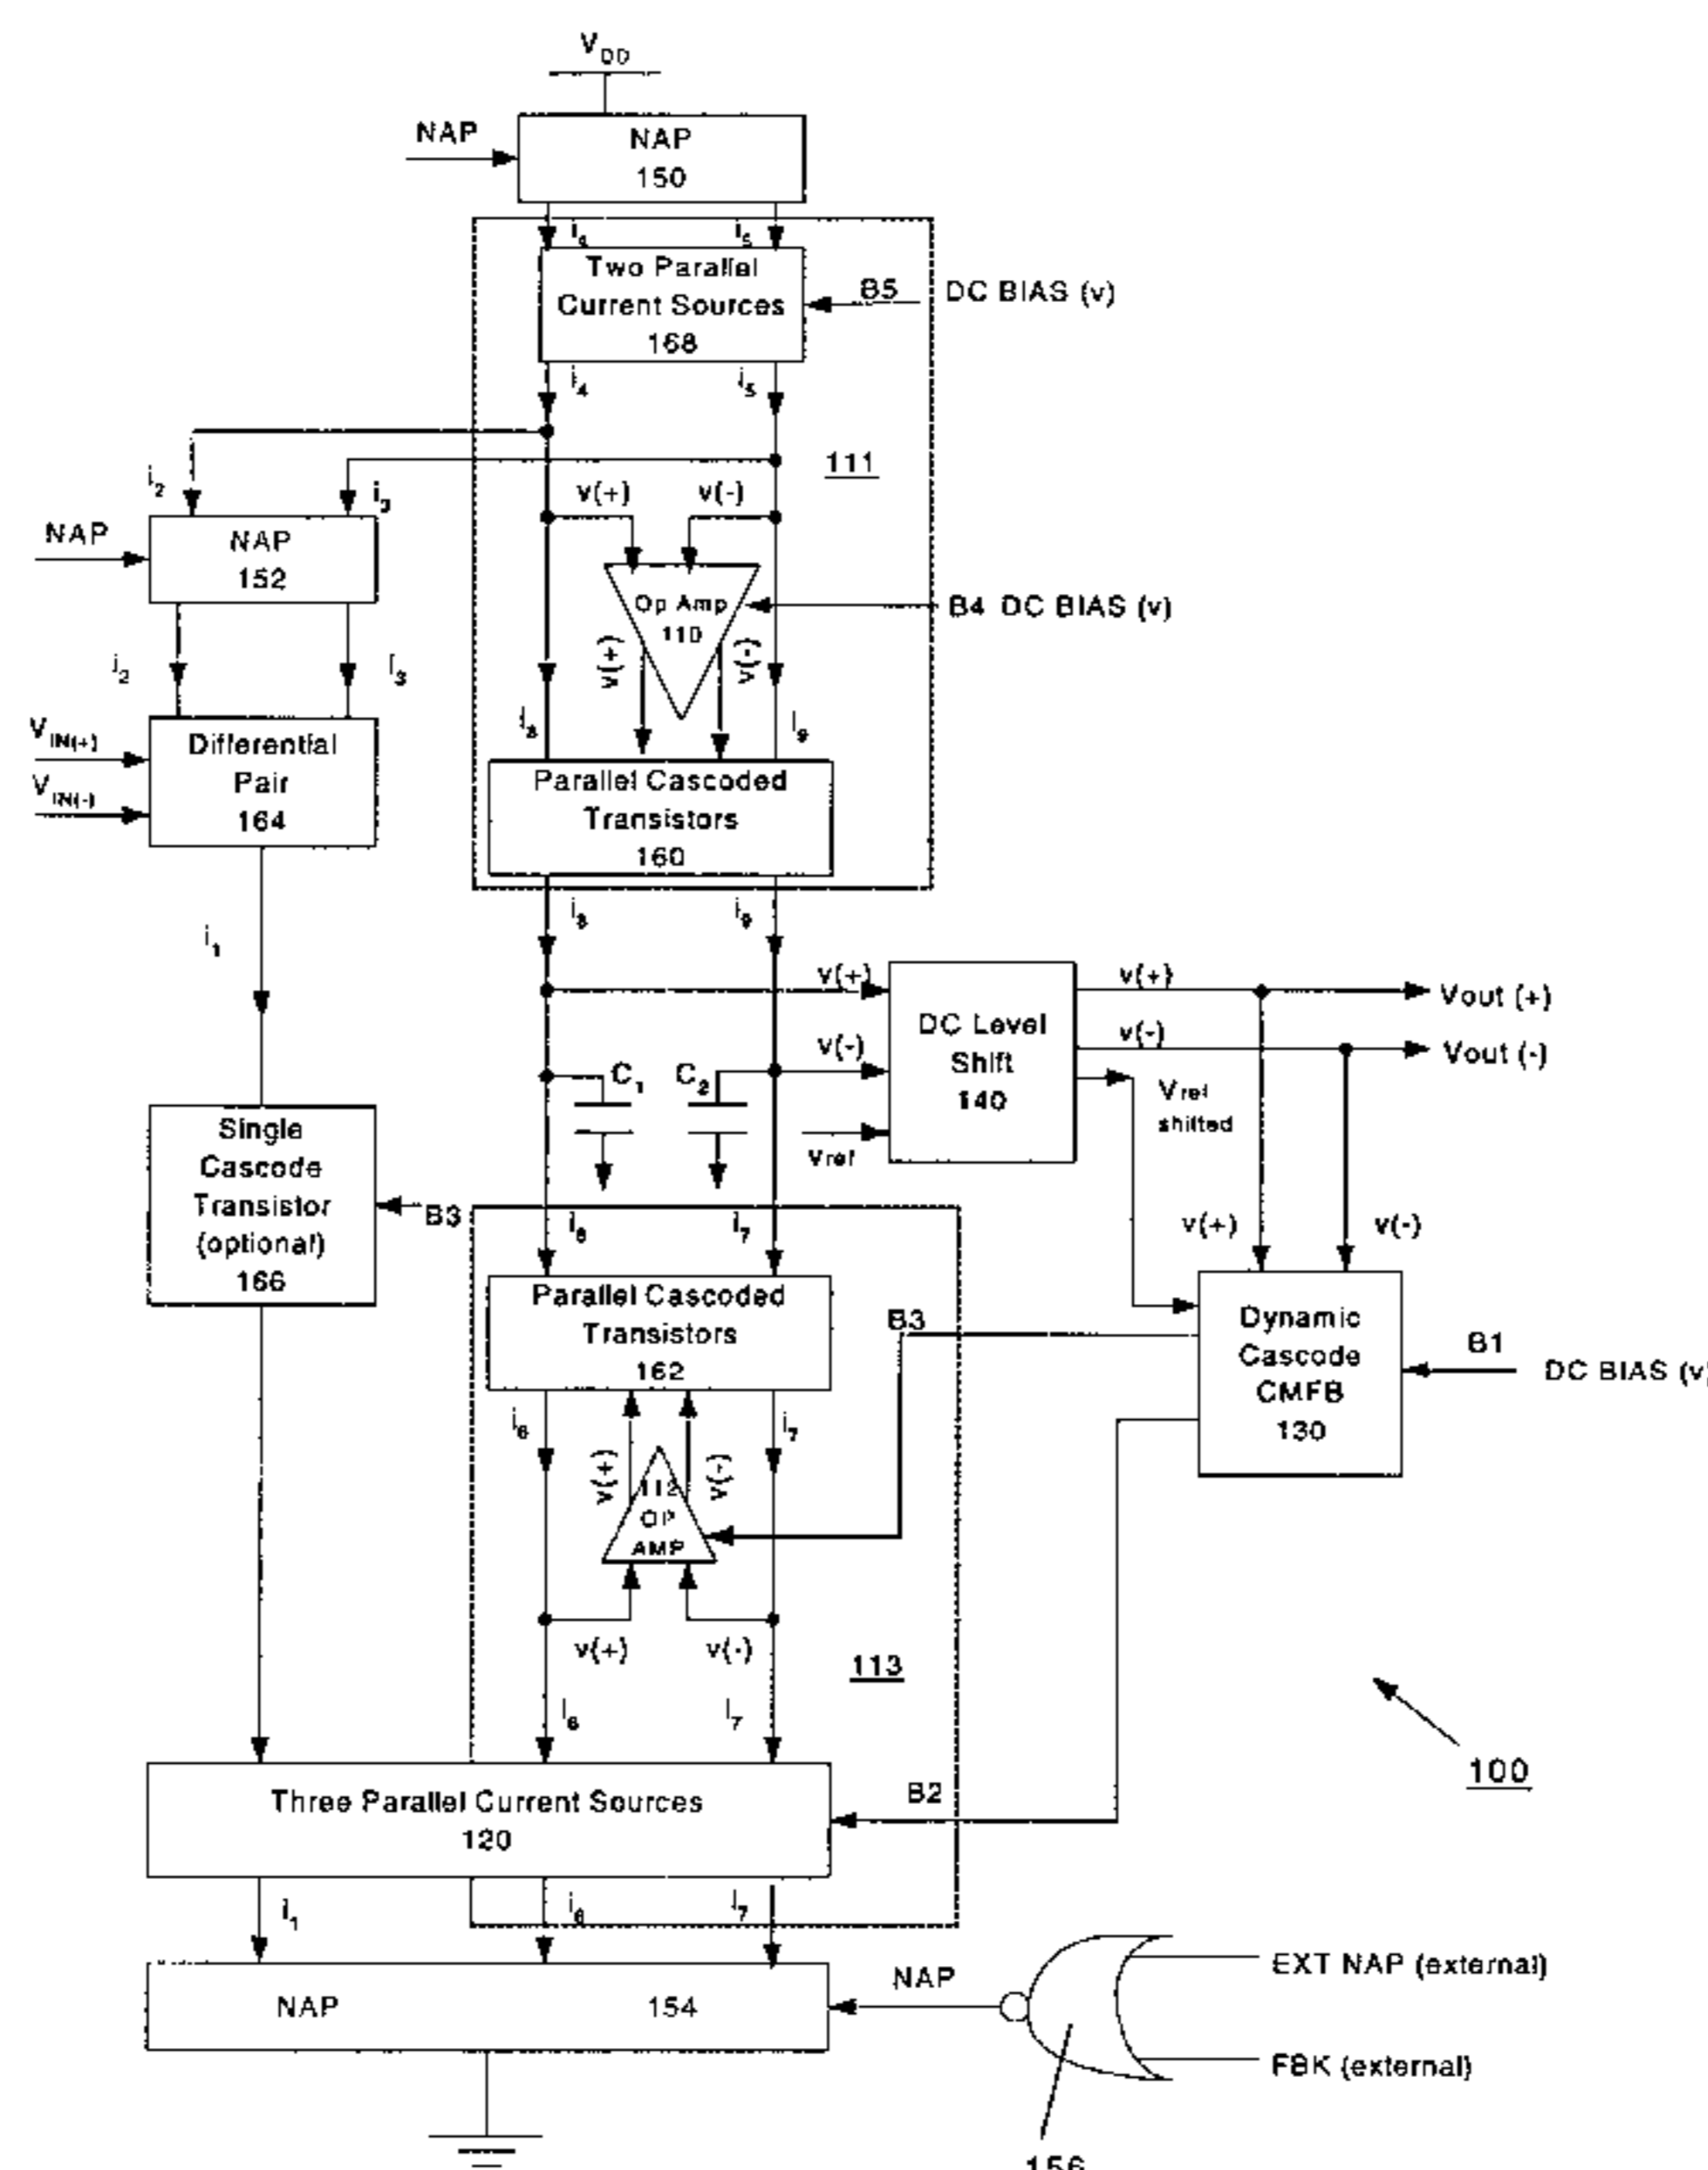 VDD
NAP
NAP
150
i4
i5
Two Parallel
Current Sources
168
B5
DC BIAS (v)
i4
i5
111
i2
i3
v(+)
v(-)
NAP
NAP
152
Op Amp
110
B4 DC BIAS (v)
v(+)
v(-)
i2
i3
i8
i9
VIN(+)
VIN(-)
Differential
Pair
164
Parallel Cascoded
Transistors
160
i8
i9
i1
v(+)
v(-)
C1
C2
Vref
DC Level
Shift
140
v(+)
v(-)
Vout (+)
Vout (-)
Vref
shifted
Single
Cascode
Transistor
(optional)
166
B3
i6
i7
v(+)
v(-)
Parallel Cascoded
Transistors
162
B3
Dynamic
Cascode
CMFB
130
B1
DC BIAS (v)
i6
i7
v(+)
v(-)
112
OP
AMP
v(+)
v(-)
113
i6
i7
100
Three Parallel Current Sources
120
B2
i1
i6
i7
NAP
154
NAP
EXT NAP (external)
FBK (external)
156